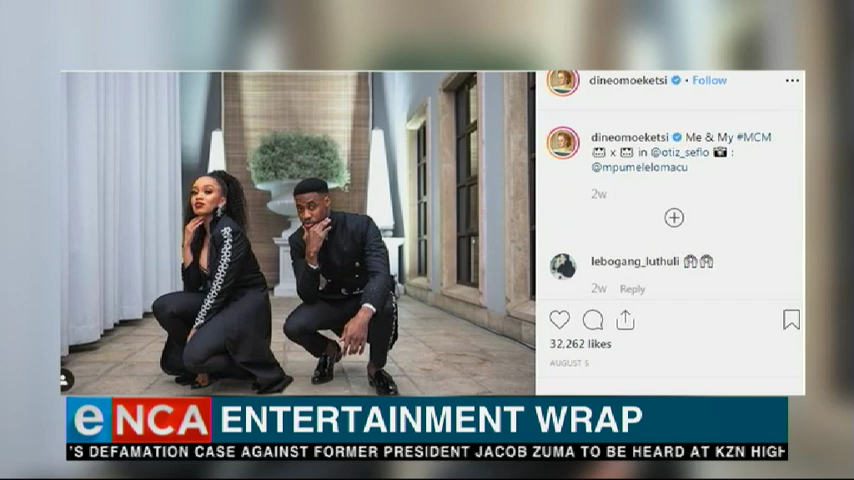 dineomoeketsi • Follow
dineomoeketsi Me & My #MCM
x in @otiz_seflo :
@mpumelelomacu
2w
lebogang_luthuli
2w Reply
32,262 likes
AUGUST 5
eNCA ENTERTAINMENT WRAP
'S DEFAMATION CASE AGAINST FORMER PRESIDENT JACOB ZUMA TO BE HEARD AT KZN HIGH